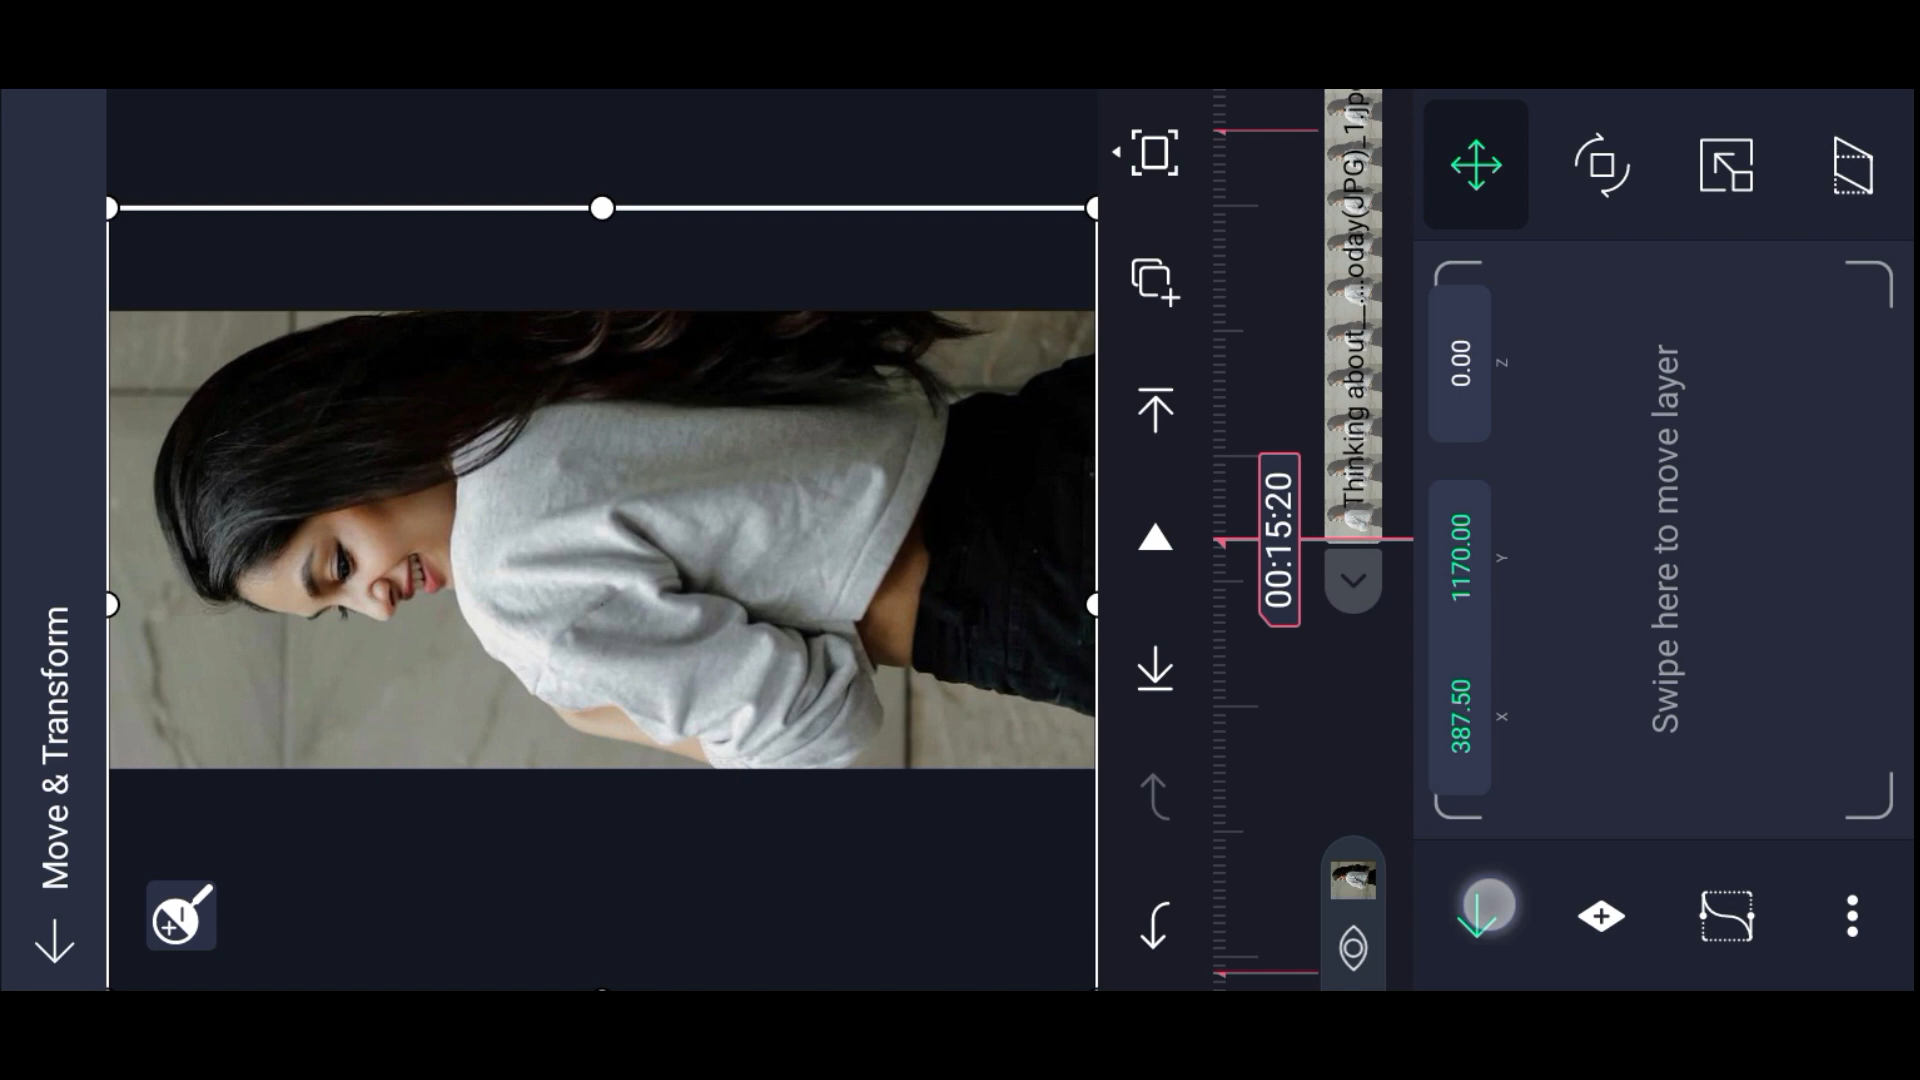 Move & Transform
00:15:20
Thinking about__....oday(JPG)_1.jp
387.50
1170.00
0.00
X
Y
Z
Swipe here to move layer